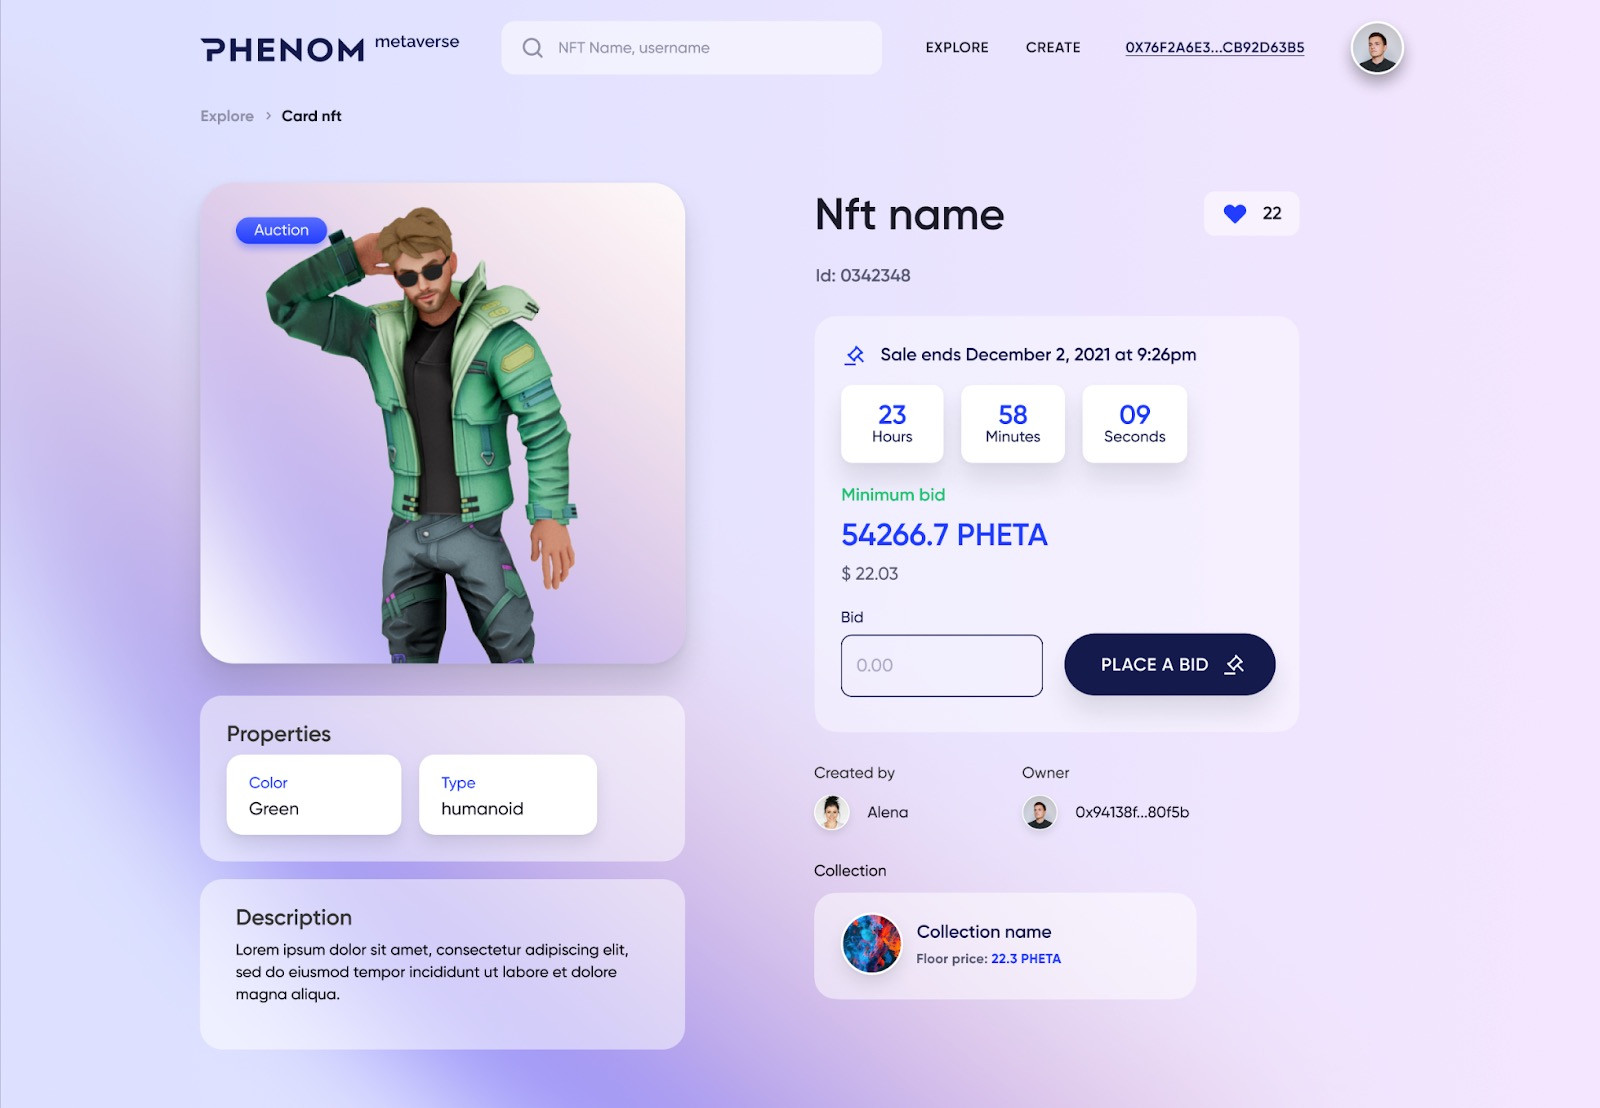 PHENOM metaverse
NFT Name, username
EXPLORE
CREATE
0X76F2A6E3...CB92D63B5
Explore > Card nft
Auction
Nft name
22
Id: 0342348
Sale ends December 2, 2021 at 9:26pm
23
Hours
58
Minutes
09
Seconds
Minimum bid
54266.7 PHETA
$ 22.03
Bid
0.00
PLACE A BID
Properties
Color
Green
Type
humanoid
Created by
Alena
Owner
0x94138f...80f5b
Collection
Collection name
Floor price: 22.3 PHETA
Description
Lorem ipsum dolor sit amet, consectetur adipiscing elit,
sed do eiusmod tempor incididunt ut labore et dolore
magna aliqua.